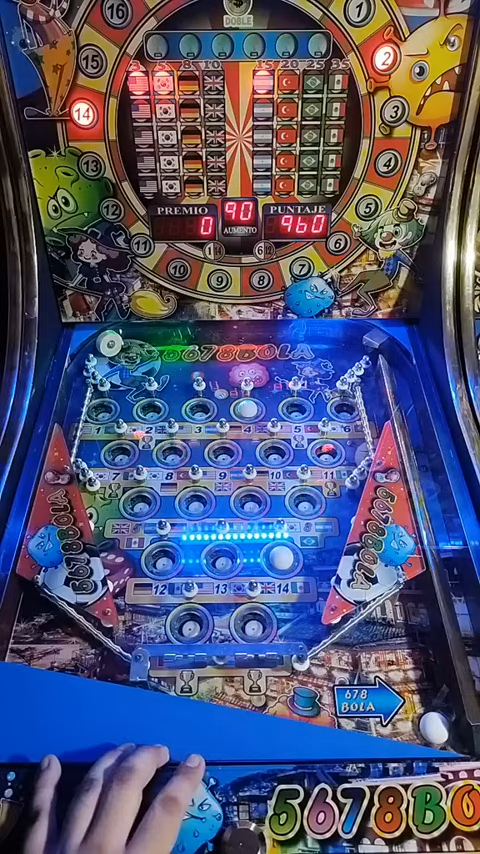 DOBLE
16
1
15
2
14
3
13
4
12
5
11
6
10
9
8
7
10
15 20 25 35
PREMIO
0
90
AUMENTO
PUNTAJE
960
5678BOLA
1 2 3 4 5 6
7 8 9 10 11
12 13 14
5678BOLA
5678BOLA
678
BOLA
5678BO